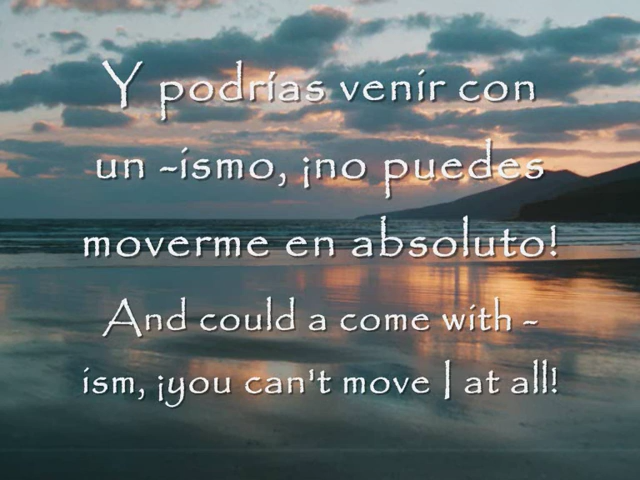 Y podrías venir con
un -ismo, ¡no puedes
moverme en absoluto!
And could a come with -
ism, ¡you can't move I at all!